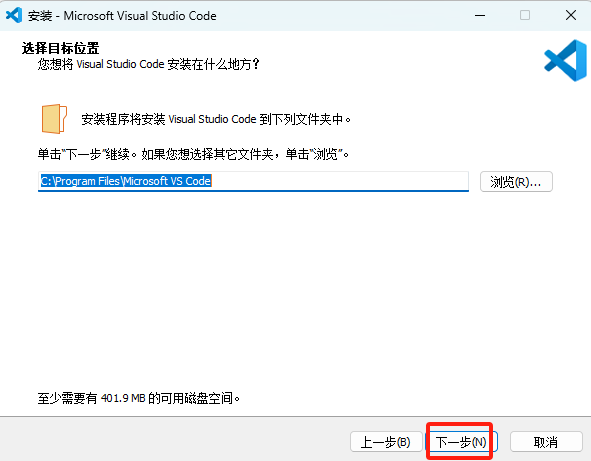 安装 - Microsoft Visual Studio Code
选择目标位置
您想将 Visual Studio Code 安装在什么地方？
安装程序将安装 Visual Studio Code 到下列文件夹中。
单击“下一步”继续。如果您想选择其它文件夹，单击“浏览”。
C:\Program Files\Microsoft VS Code
浏览(R)...
至少需要有 401.9 MB 的可用磁盘空间。
上一步(B) 下一步(N) 取消